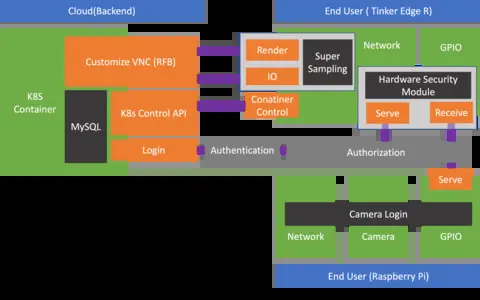 Cloud(Backend)
End User ( Tinker Edge R)
Customize VNC (RFB)
Render
IO
Super
Sampling
Network
GPIO
K8S
Container
MySQL
K8s Control API
Conatiner
Control
Hardware Security
Module
Serve
Receive
Login
Authentication
Authorization
Serve
Camera Login
Network
Camera
GPIO
End User (Raspberry Pi)